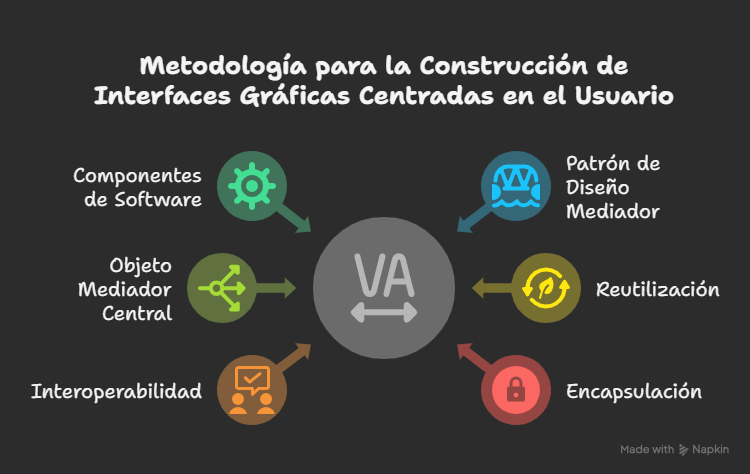 Metodología para la Construcción de
Interfaces Gráficas Centradas en el Usuario
Componentes
de Software
Objeto
Mediador
Central
Interoperabilidad
VA
Patrón de
Diseño
Mediador
Reutilización
Encapsulación
Made with Napkin